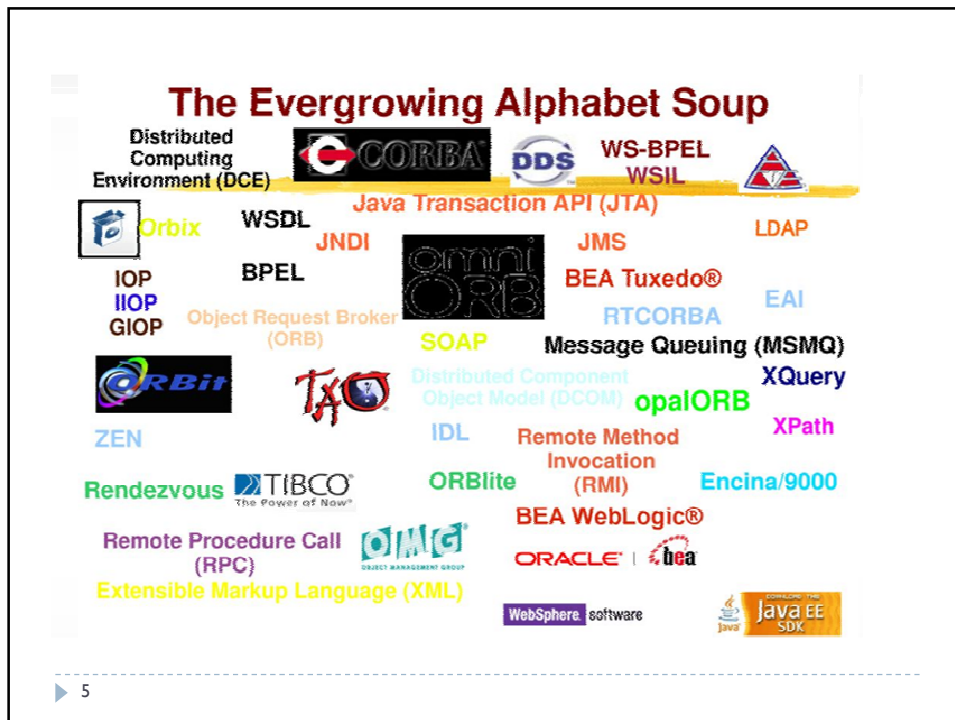 The Evergrowing Alphabet Soup
Distributed
Computing
Environment (DCE)
CORBA
DDS
WS-BPEL
WSIL
Orbix
WSDL
Java Transaction API (JTA)
LDAP
JNDI
JMS
omni
ORB
IOP
IIOP
GIOP
BPEL
BEA Tuxedo®
EAI
Object Request Broker
(ORB)
RTCORBA
SOAP
Message Queuing (MSMQ)
ORBit
TAO
Distributed Component
Object Model (DCOM)
XQuery
opalORB
ZEN
IDL
XPath
Remote Method
Invocation
(RMI)
Rendezvous
TIBCO®
The Power of Now®
ORBlite
Encina/9000
BEA WebLogic®
Remote Procedure Call
(RPC)
OMG®
OBJECT MANAGEMENT GROUP
ORACLE® | bea
Extensible Markup Language (XML)
WebSphere. software
Java
DOWNLOAD THE
Java EE
SDK
5